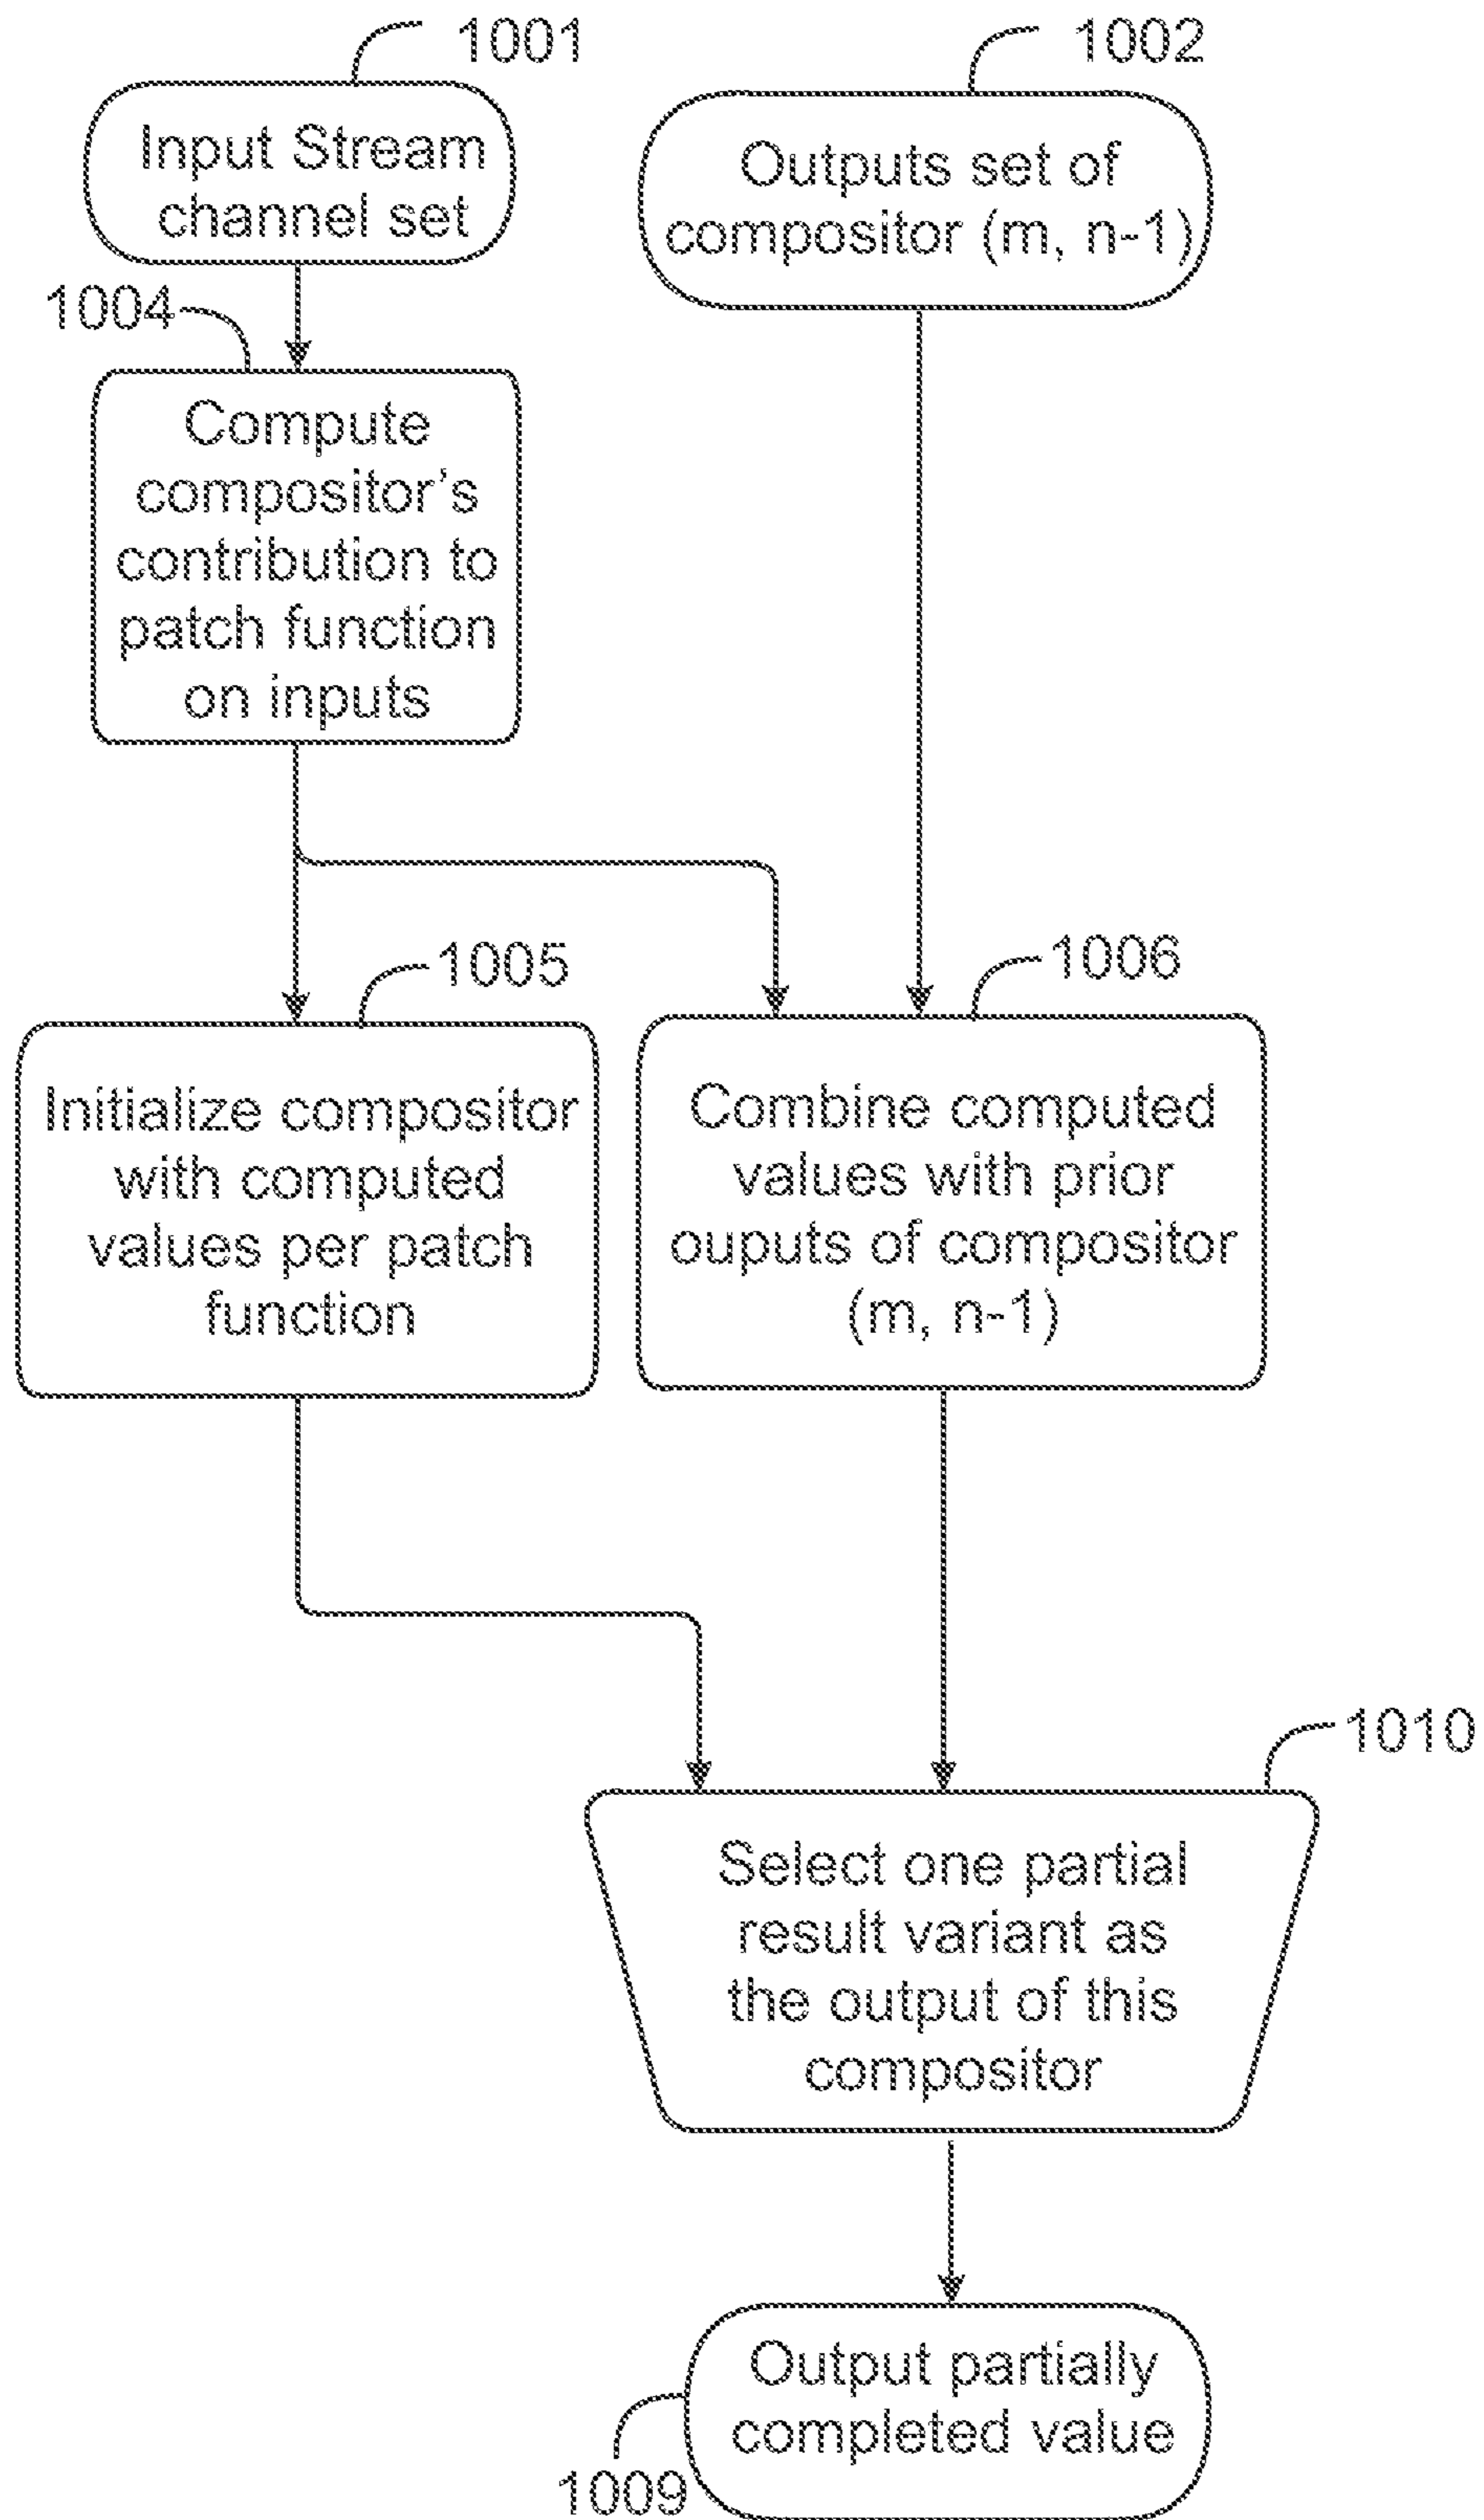 1001
1002
Input Stream
channel set
Outputs set of
compositor (m, n-1)
1004
Compute
compositor's
contribution to
patch function
on inputs
1005
1006
Initialize compositor
with computed
values per patch
function
Combine computed
values with prior
ouputs of compositor
(m, n-1)
1010
Select one partial
result variant as
the output of this
compositor
Output partially
completed value
1009